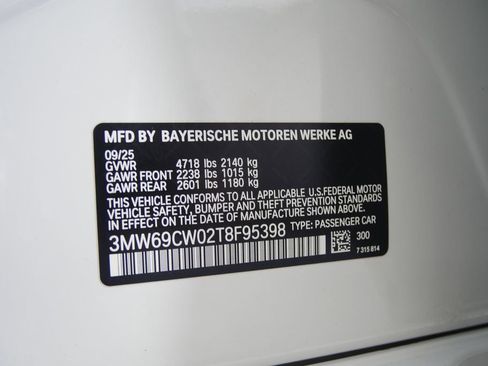 MFD BY BAYERISCHE MOTOREN WERKE AG
09/25
GVWR 4718 lbs 2140 kg
GAWR FRONT 2238 lbs 1015 kg
GAWR REAR 2601 lbs 1180 kg
THIS VEHICLE CONFORMS TO ALL APPLICABLE U.S.FEDERAL MOTOR
VEHICLE SAFETY, BUMPER AND THEFT PREVENTION STANDARDS IN
EFFECT ON THE DATE OF MANUFACTURE SHOWN ABOVE.
3MW69CW02T8F95398 TYPE: PASSENGER CAR
300
7 315 814